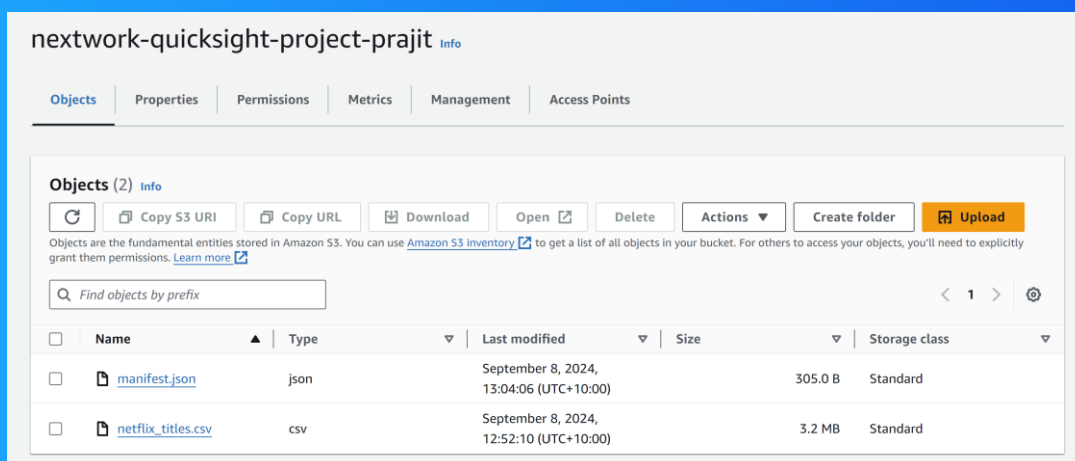 nextwork-quicksight-project-prajit Info
Objects Properties Permissions Metrics Management Access Points
Objects (2) Info
Copy S3 URI Copy URL Download Open Delete Actions Create folder Upload
Objects are the fundamental entities stored in Amazon S3. You can use Amazon S3 inventory to get a list of all objects in your bucket. For others to access your objects, you'll need to explicitly
grant them permissions. Learn more
Find objects by prefix 1
Name Type Last modified Size Storage class
manifest.json json September 8, 2024, 305.0 B Standard
13:04:06 (UTC+10:00)
netflix_titles.csv csv September 8, 2024, 3.2 MB Standard
12:52:10 (UTC+10:00)